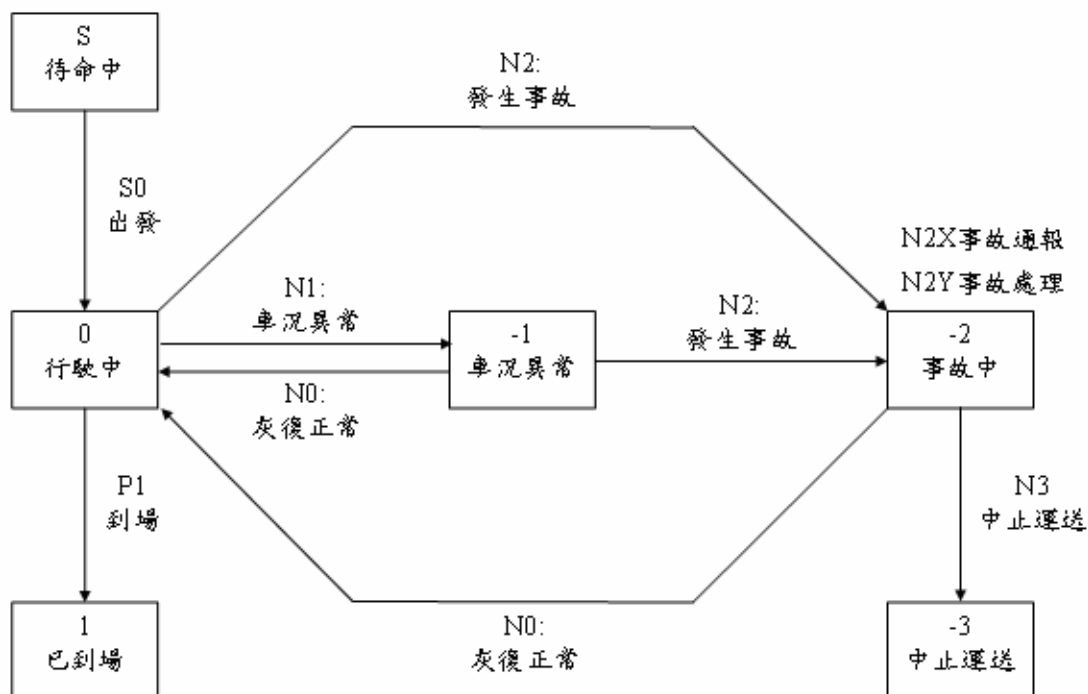 S
待命中
N2:
發生事故
S0
出發
N2X事故通報
N2Y事故處理
N1:
車況異常
0
行駛中
-1
車況異常
N2:
發生事故
-2
事故中
N0:
灰復正常
P1
到場
N3
中止運送
1
已到場
N0:
灰復正常
-3
中止運送